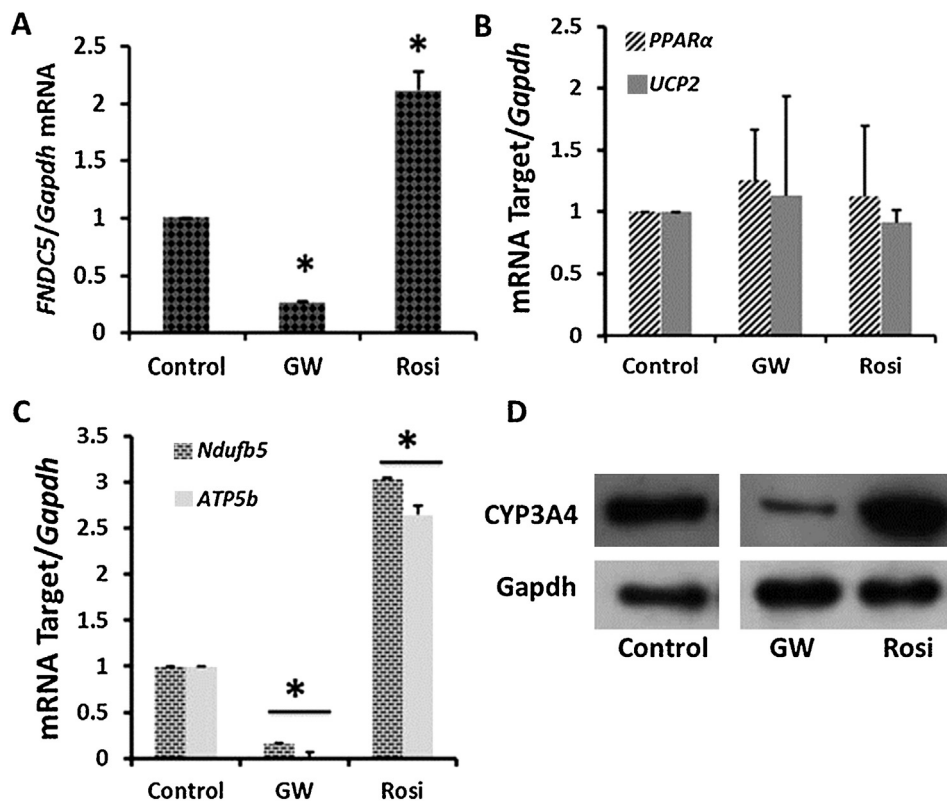 A
FNDC5/Gapdh mRNA
2.5
2
1.5
1
0.5
0
*
*
Control GW Rosi
B
mRNA Target/Gapdh
2.5
2
1.5
1
0.5
0
PPARα
UCP2
Control GW Rosi
C
mRNA Target/Gapdh
3.5
3
2.5
2
1.5
1
0.5
0
Ndufb5
ATP5b
*
*
Control GW Rosi
D
CYP3A4
Gapdh
Control GW Rosi